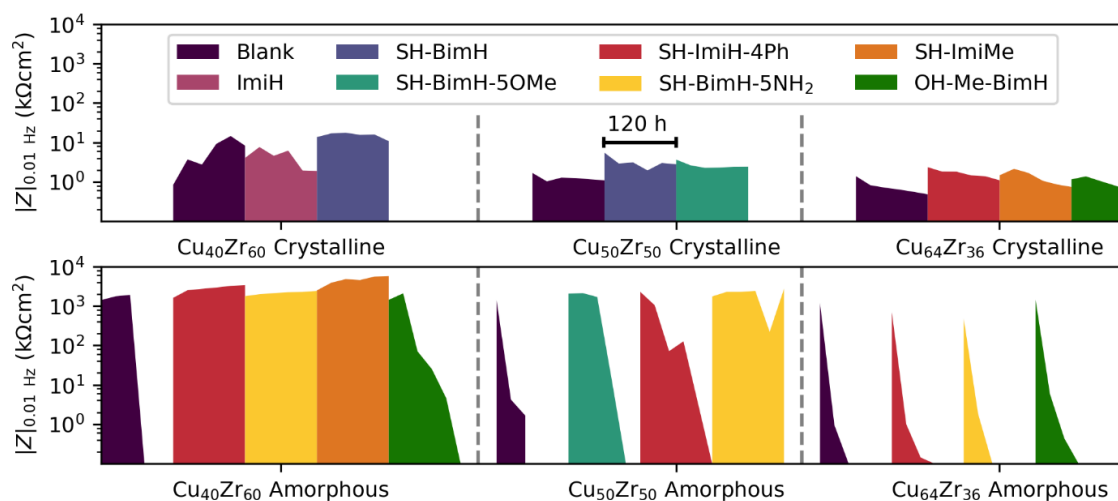 10⁴
10³
10²
10¹
10⁰
|Z|₀.₀₁ Hz (kΩcm²)
Blank SH-BimH SH-ImiH-4Ph SH-ImiMe
ImiH SH-BimH-5OMe SH-BimH-5NH₂ OH-Me-BimH
120 h
Cu₄₀Zr₆₀ Crystalline Cu₅₀Zr₅₀ Crystalline Cu₆₄Zr₃₆ Crystalline
10⁴
10³
10²
10¹
10⁰
|Z|₀.₀₁ Hz (kΩcm²)
Cu₄₀Zr₆₀ Amorphous Cu₅₀Zr₅₀ Amorphous Cu₆₄Zr₃₆ Amorphous